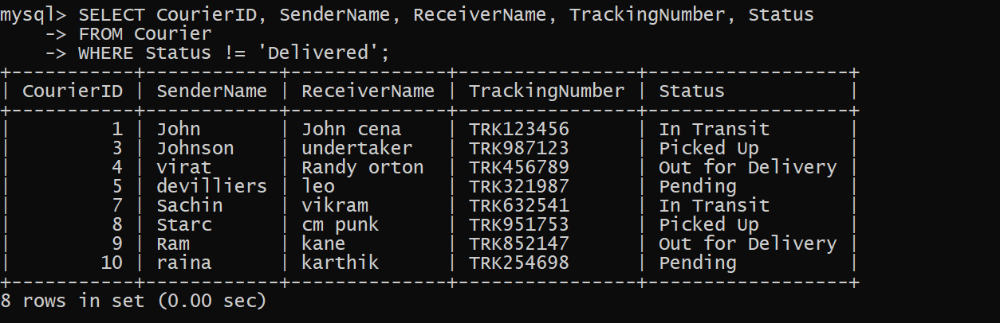 mysql> SELECT CourierID, SenderName, ReceiverName, TrackingNumber, Status
    -> FROM Courier
    -> WHERE Status != 'Delivered';
+-----------+------------+--------------+----------------+------------------+
| CourierID | SenderName | ReceiverName | TrackingNumber | Status           |
+-----------+------------+--------------+----------------+------------------+
|         1 | John       | John cena    | TRK123456      | In Transit       |
|         3 | Johnson    | undertaker   | TRK987123      | Picked Up        |
|         4 | virat      | Randy orton  | TRK456789      | Out for Delivery |
|         5 | devilliers | leo          | TRK321987      | Pending          |
|         7 | Sachin     | vikram       | TRK632541      | In Transit       |
|         8 | Starc      | cm punk      | TRK951753      | Picked Up        |
|         9 | Ram        | kane         | TRK852147      | Out for Delivery |
|        10 | raina      | karthik      | TRK254698      | Pending          |
+-----------+------------+--------------+----------------+------------------+
8 rows in set (0.00 sec)